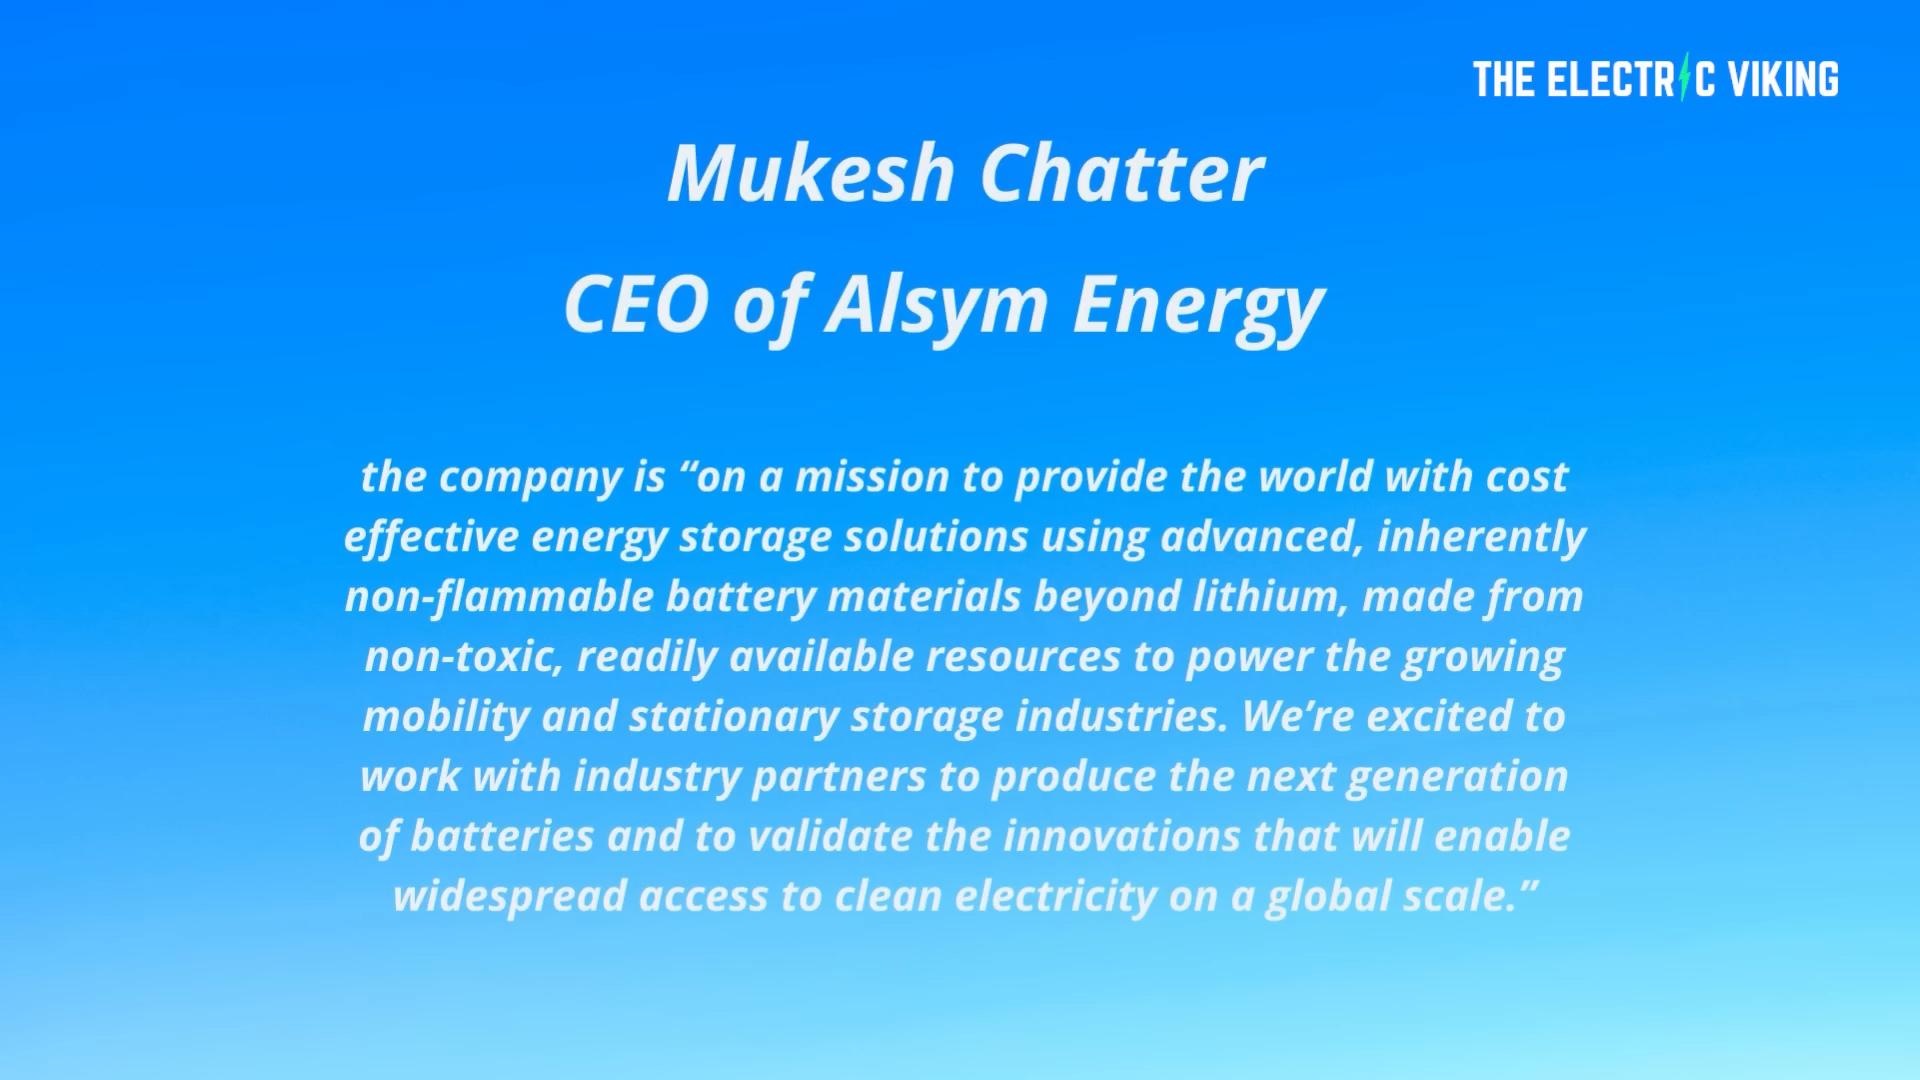 THE ELECTRIC VIKING
Mukesh Chatter
CEO of Alsym Energy
the company is “on a mission to provide the world with cost
effective energy storage solutions using advanced, inherently
non-flammable battery materials beyond lithium, made from
non-toxic, readily available resources to power the growing
mobility and stationary storage industries. We’re excited to
work with industry partners to produce the next generation
of batteries and to validate the innovations that will enable
widespread access to clean electricity on a global scale.”